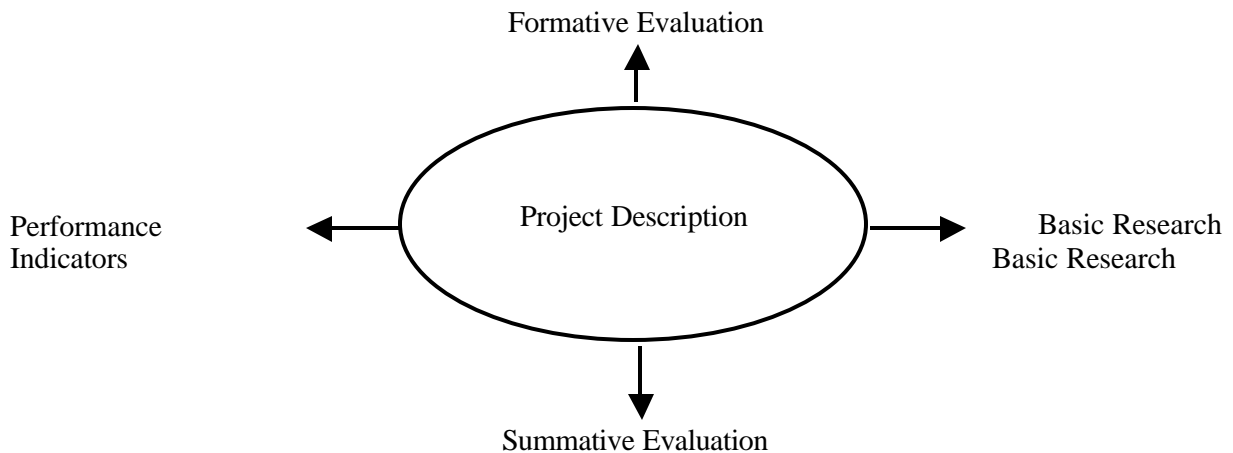 Formative Evaluation
Project Description
Performance
Indicators
Basic Research
Basic Research
Summative Evaluation